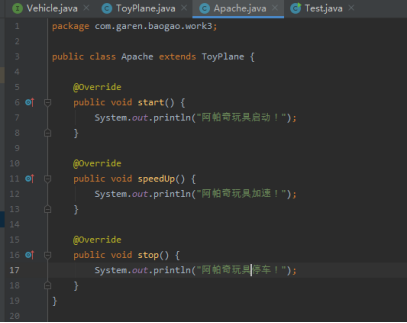 Vehicle.java × ToyPlane.java × Apache.java × Test.java
1 package com.garen.baogao.work3;
2
3 public class Apache extends ToyPlane {
4
5 @Override
6 public void start() {
7 System.out.println("阿帕奇玩具启动！");
8 }
9
10 @Override
11 public void speedUp() {
12 System.out.println("阿帕奇玩具加速！");
13 }
14
15 @Override
16 public void stop() {
17 System.out.println("阿帕奇玩具停车！");
18 }
19 }
20